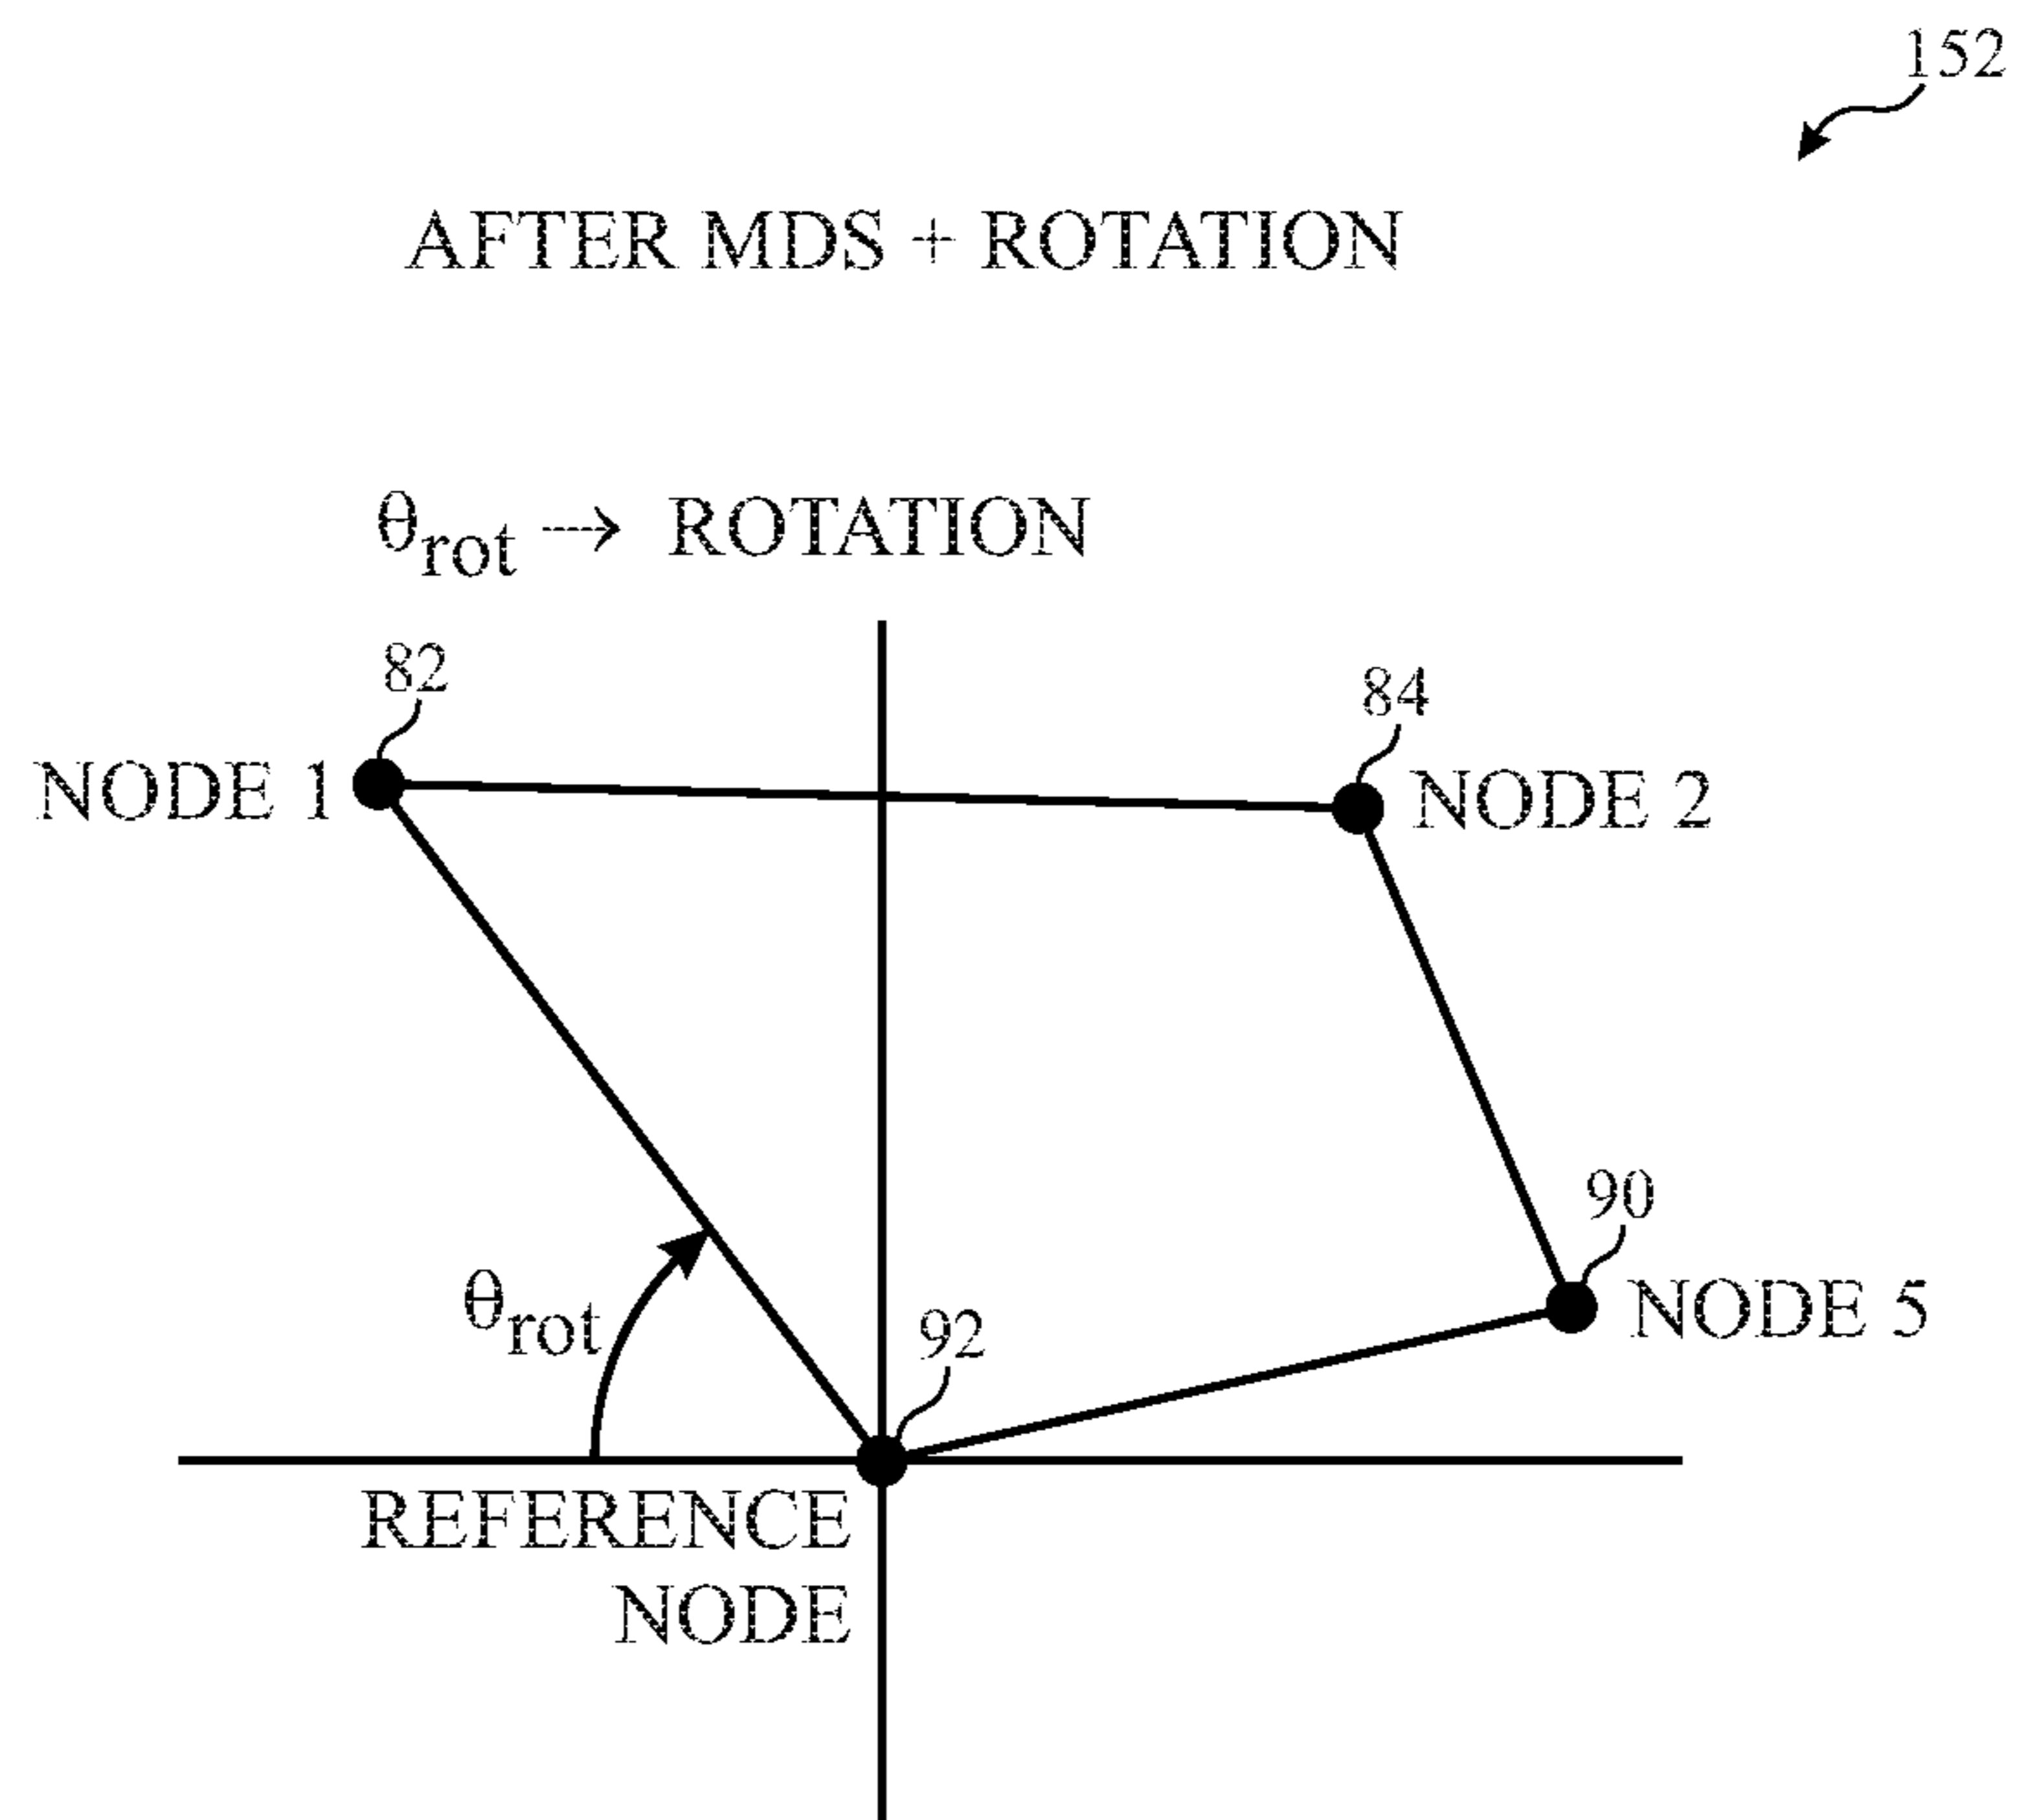 152
AFTER MDS + ROTATION
θrot ⤍ ROTATION
82
84
NODE 1
NODE 2
90
NODE 5
θrot
92
REFERENCE
NODE